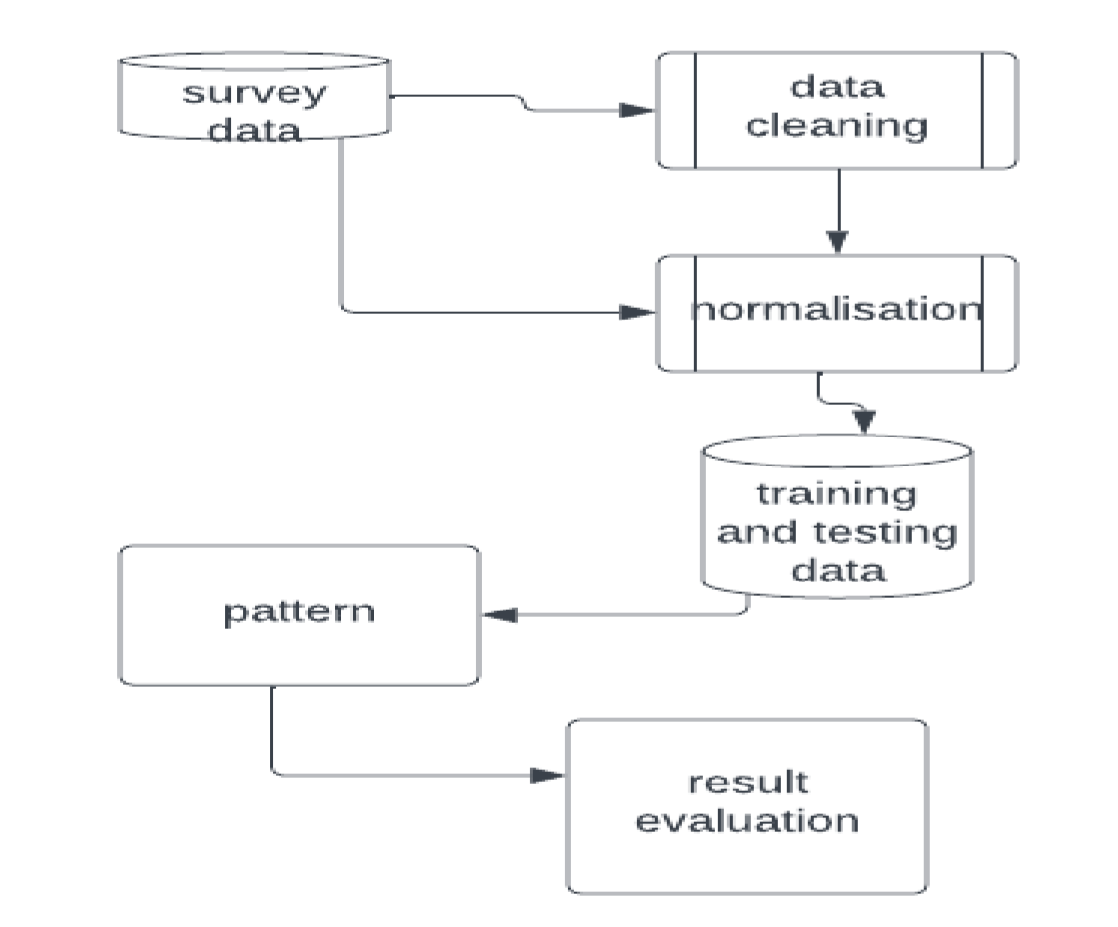 survey
data
data
cleaning
normalisation
training
and testing
data
pattern
result
evaluation